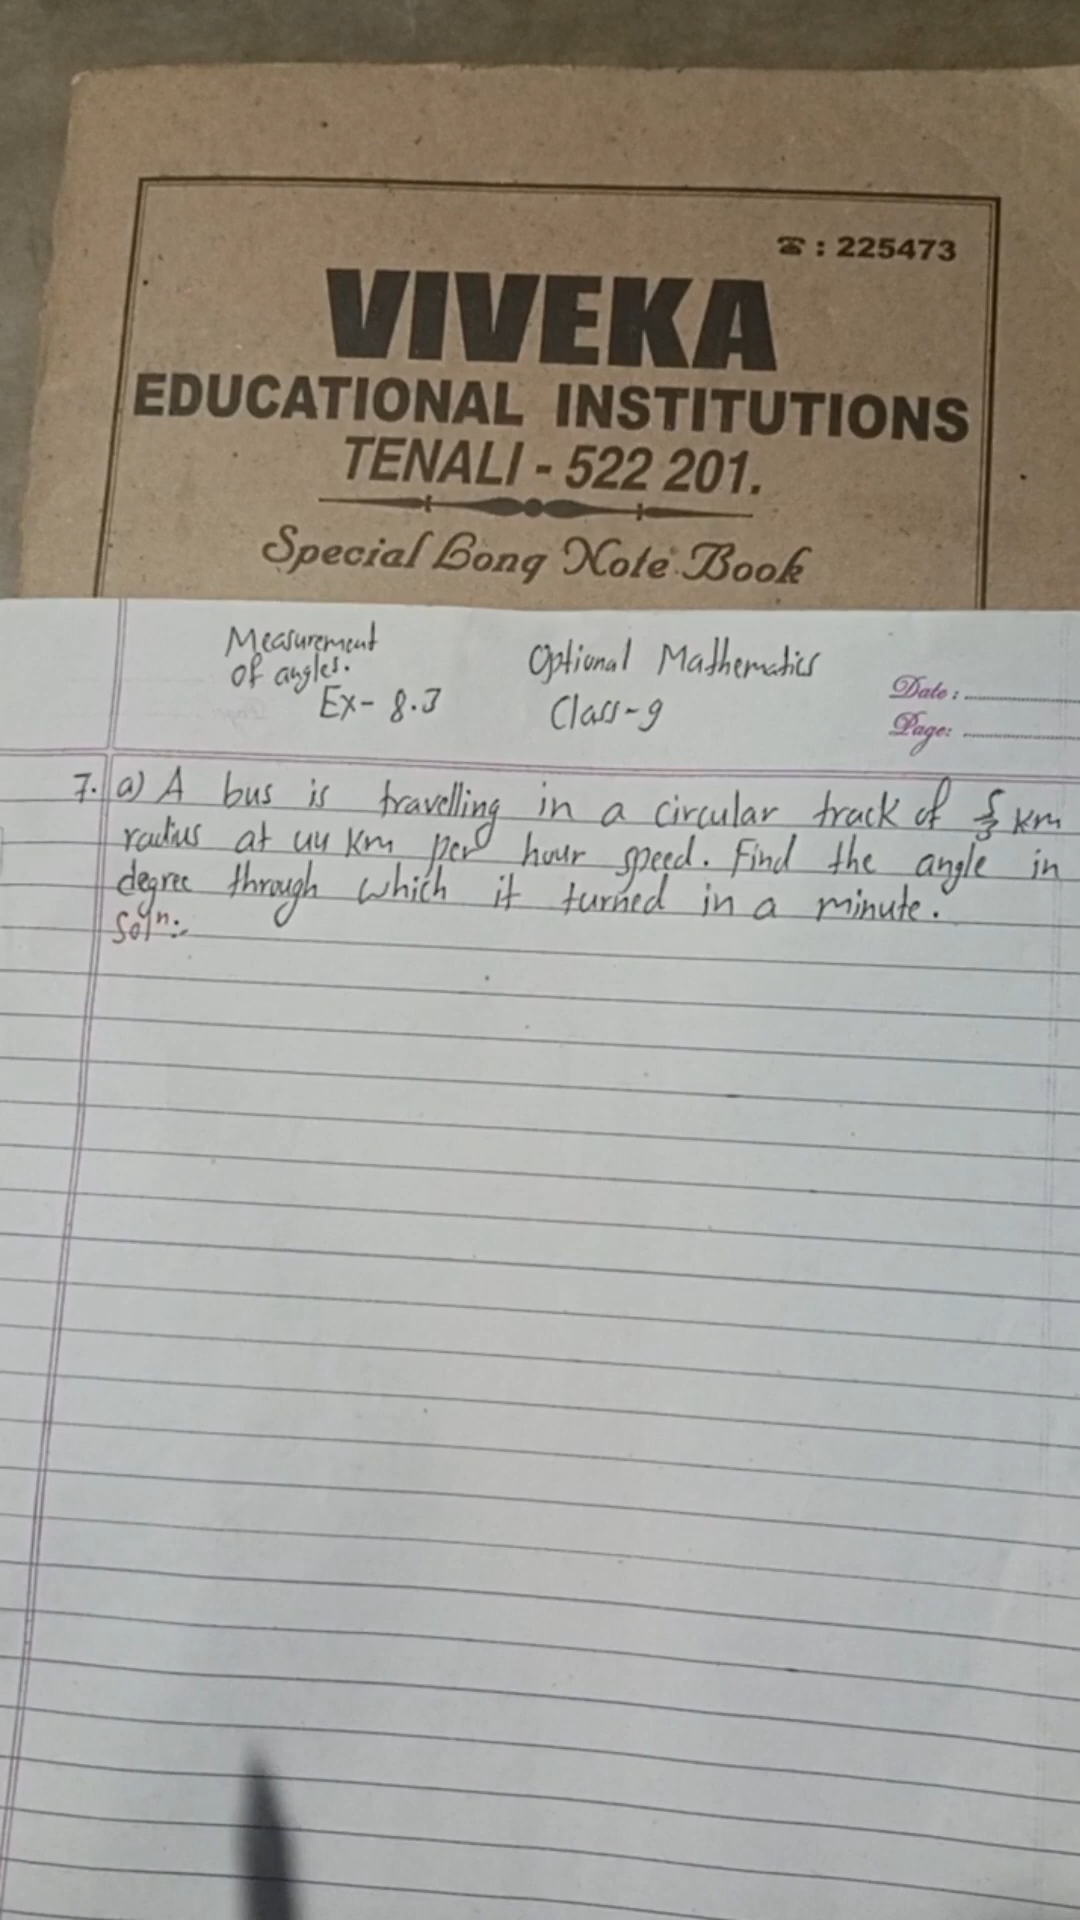 ☎ : 225473
VIVEKA
EDUCATIONAL INSTITUTIONS
TENALI - 522 201.
Special Long Note Book
Measurement
of angles.
Ex- 8.3
Optional Mathematics
Class-9
Date :
Page:
7. a) A bus is travelling in a circular track of 5/3 km
radius at 44 km per hour speed. Find the angle in
degree through which it turned in a minute.
Soln:-